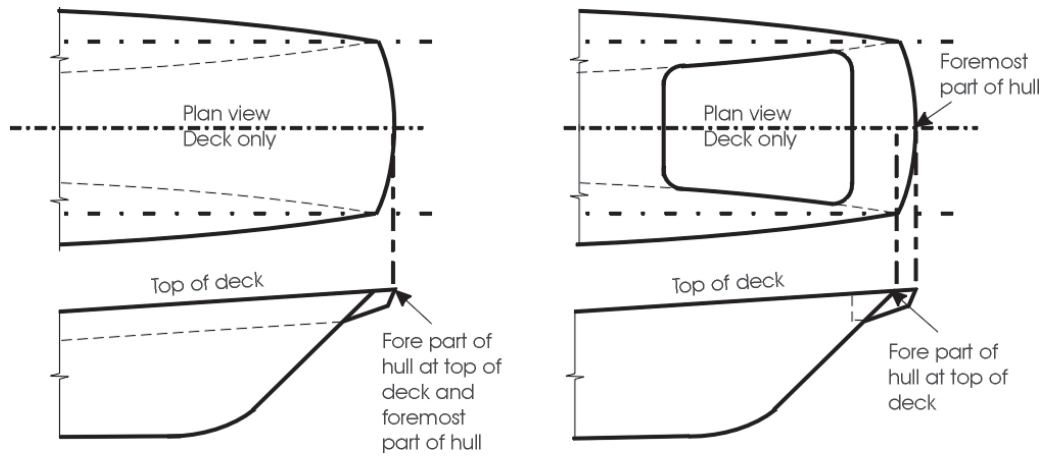 Plan view
Deck only
Top of deck
Fore part of
hull at top of
deck and
foremost
part of hull
Foremost
part of hull
Plan view
Deck only
Top of deck
Fore part of
hull at top of
deck